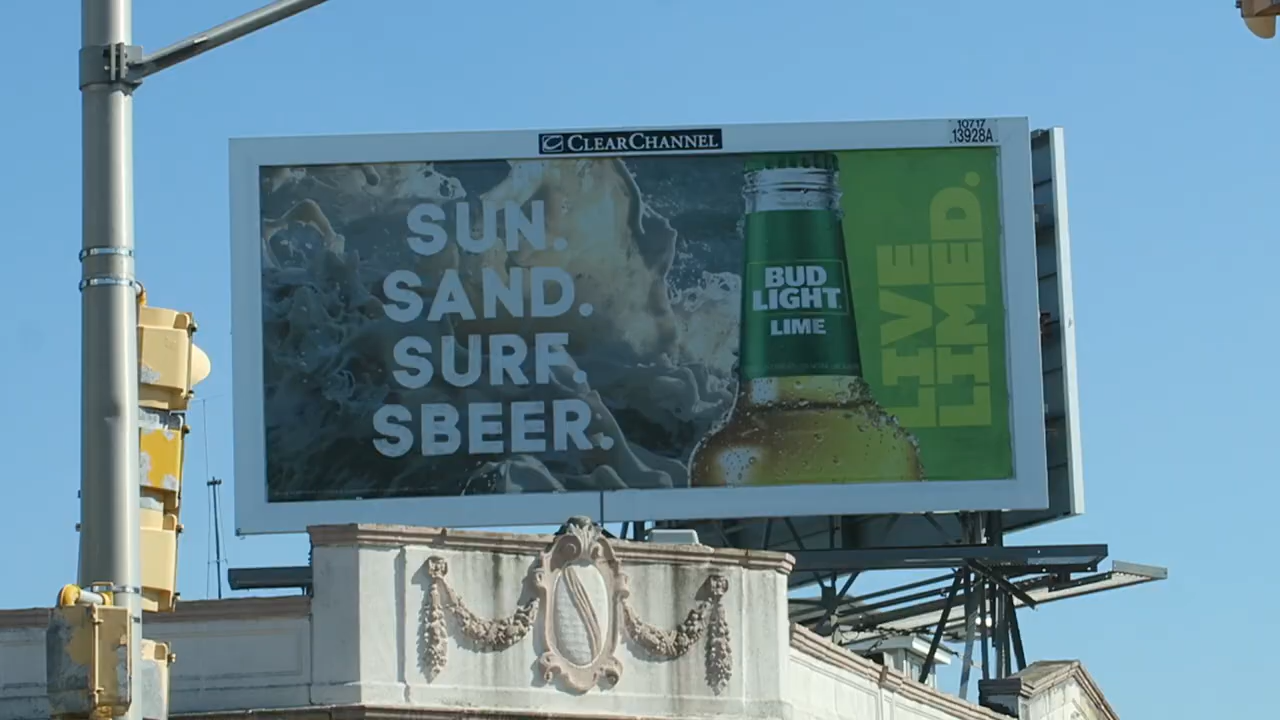 CLEARCHANNEL
10717
13928A
SUN.
SAND.
SURF.
SBEER.
BUD
LIGHT
LIME
LIVE
LIMED.